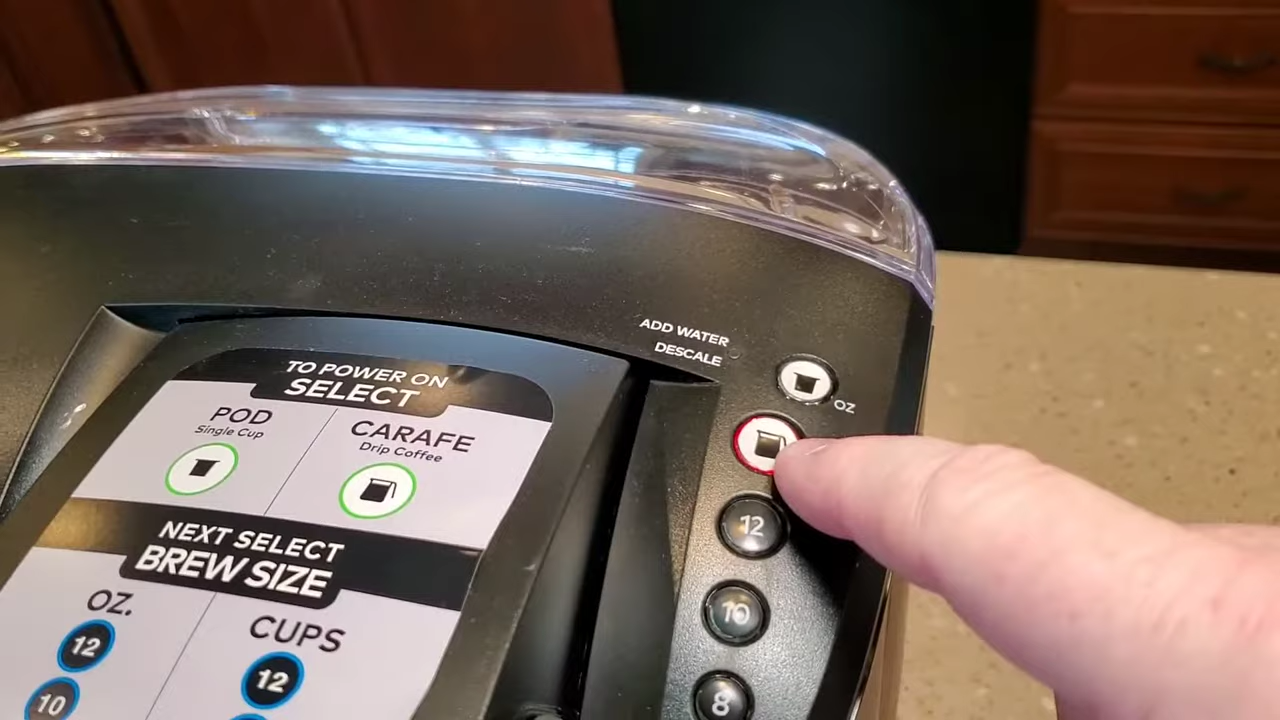 ADD WATER
DESCALE
OZ
12
10
8
TO POWER ON
SELECT
POD
Single Cup
CARAFE
Drip Coffee
NEXT SELECT
BREW SIZE
OZ.
12
10
CUPS
12